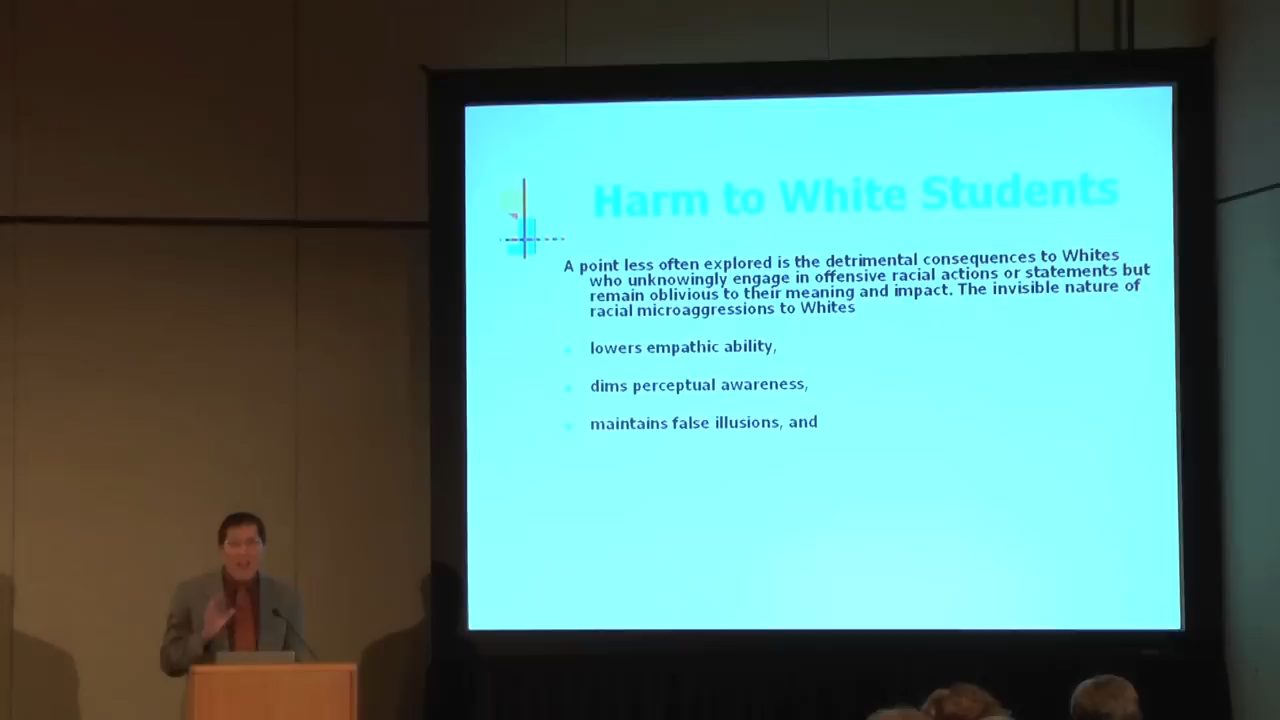 Harm to White Students
A point less often explored is the detrimental consequences to Whites
who unknowingly engage in offensive racial actions or statements but
remain oblivious to their meaning and impact. The invisible nature of
racial microaggressions to Whites
lowers empathic ability,
dims perceptual awareness,
maintains false illusions, and